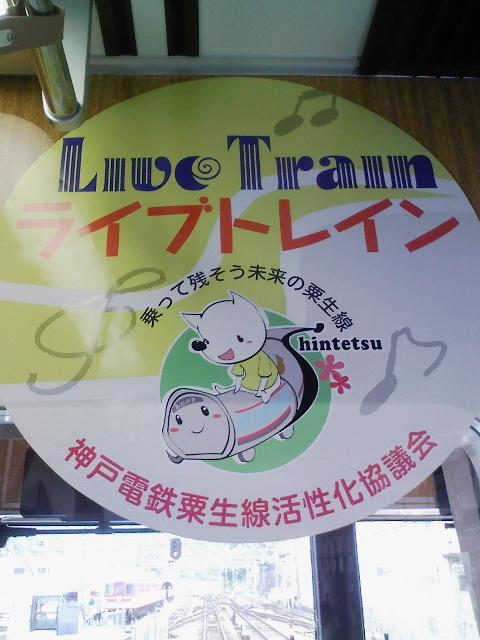 Live Train
ライブトレイン
乗って残そう未来の粟生線
Shintetsu
神戸電鉄粟生線活性化協議会